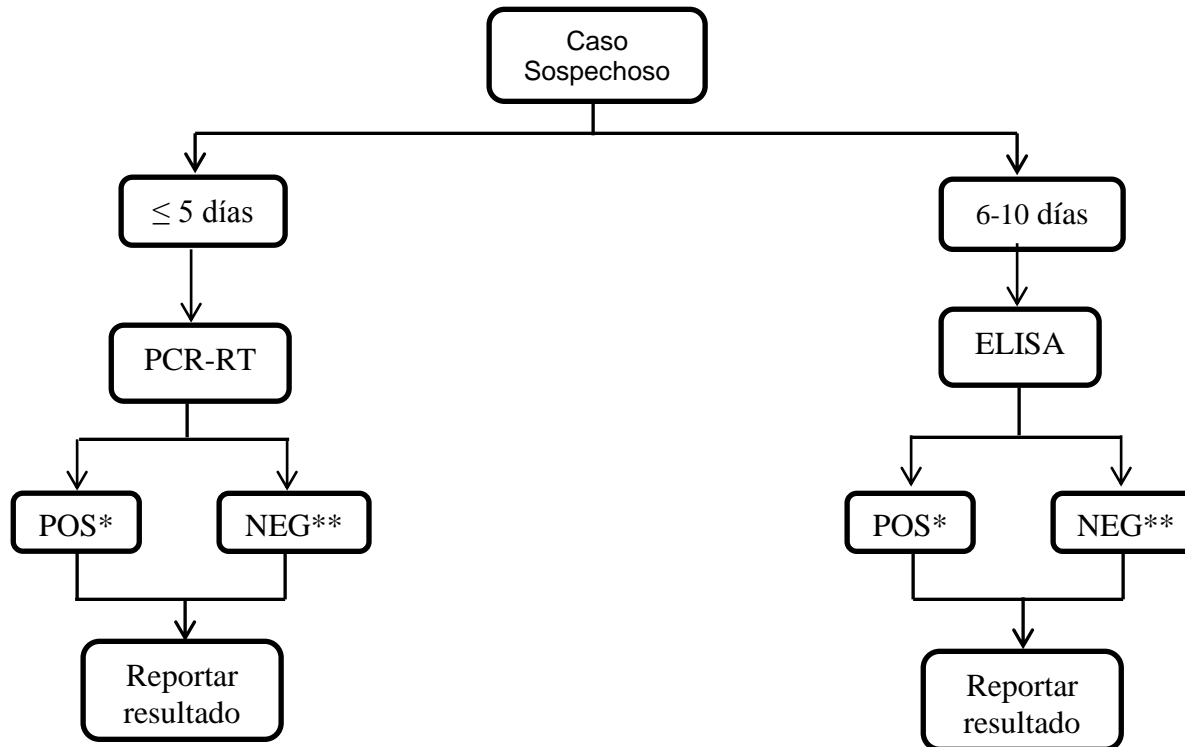 Caso
Sospechoso
≤ 5 días
6-10 días
PCR-RT
ELISA
POS*
NEG**
POS*
NEG**
Reportar
resultado
Reportar
resultado